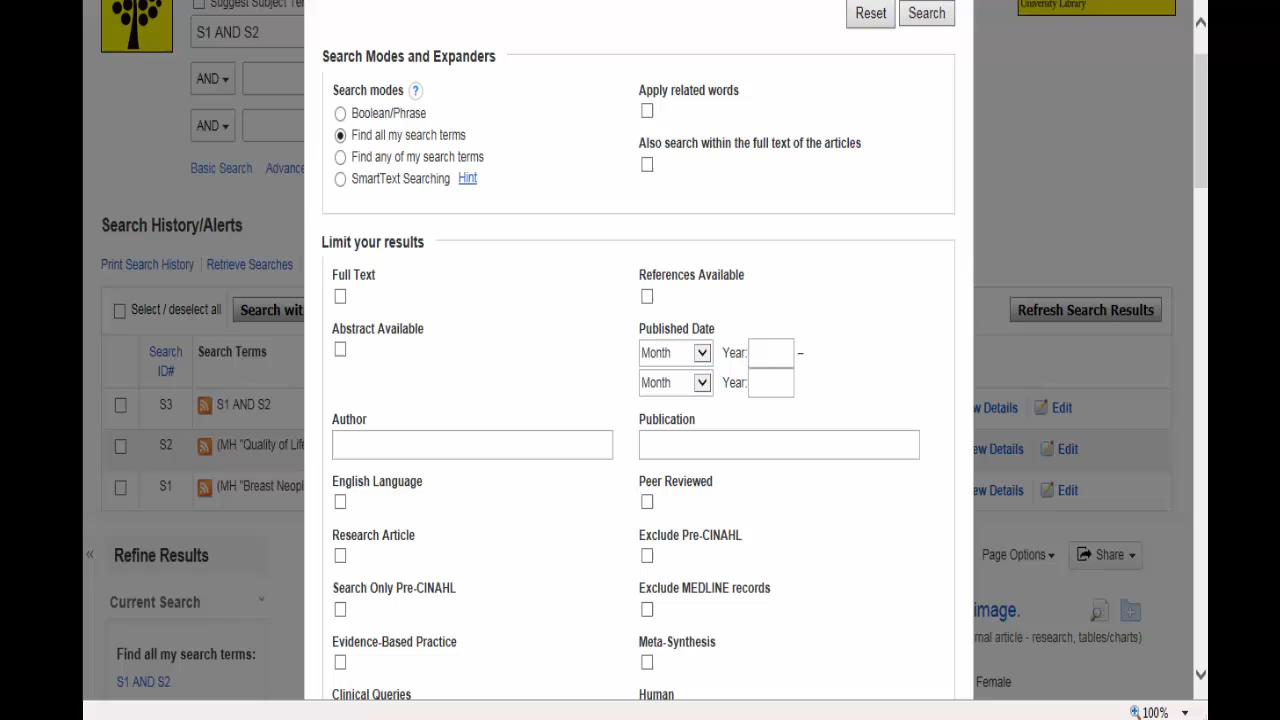 Suggest Subject Ter
University Library
S1 AND S2
Reset
Search
Search Modes and Expanders
AND
Search modes ?
Apply related words
Boolean/Phrase
AND
Find all my search terms
Also search within the full text of the articles
Find any of my search terms
Basic Search Advance
SmartText Searching Hint
Search History/Alerts
Limit your results
Print Search History Retrieve Searches
Full Text
References Available
Select / deselect all
Search wit
Refresh Search Results
Abstract Available
Published Date
Month Year: –
Month Year:
Search ID#
Search Terms
S3 S1 AND S2
w Details Edit
Author
Publication
S2 (MH "Quality of Life
ew Details Edit
S1 (MH "Breast Neopl
ew Details Edit
English Language
Peer Reviewed
Research Article
Exclude Pre-CINAHL
« Refine Results
Page Options Share
Search Only Pre-CINAHL
Exclude MEDLINE records
Current Search
image.
nal article - research, tables/charts)
Evidence-Based Practice
Meta-Synthesis
Find all my search terms:
S1 AND S2
Female
Clinical Queries
Human
100%